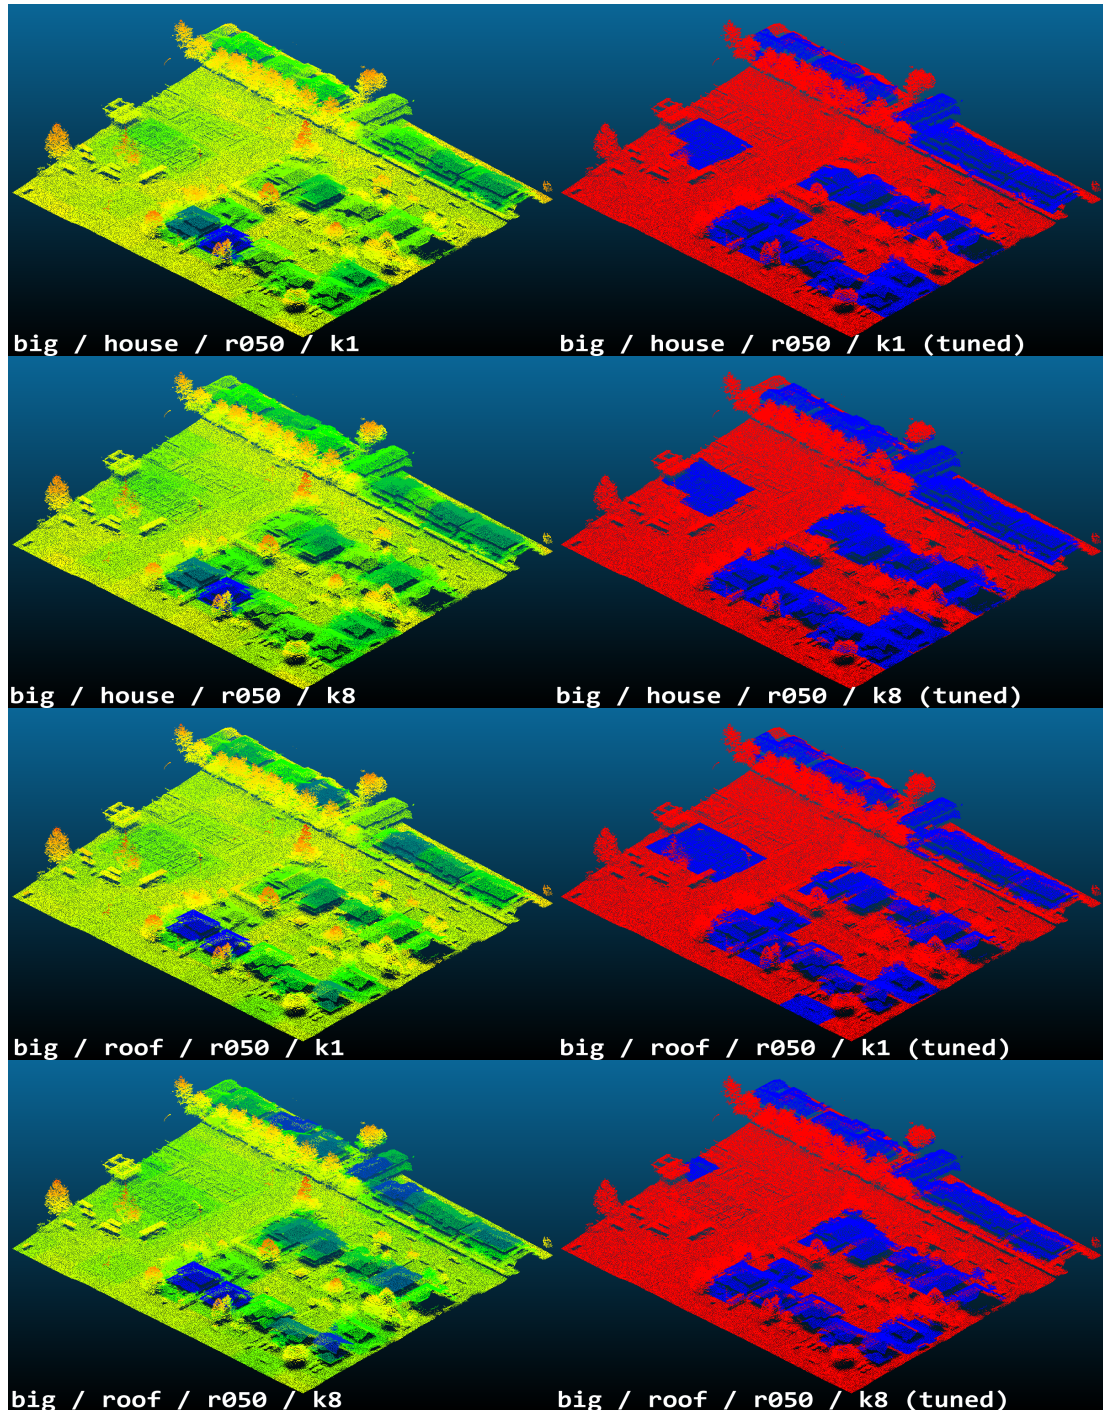 big / house / r050 / k1
big / house / r050 / k1 (tuned)
big / house / r050 / k8
big / house / r050 / k8 (tuned)
big / roof / r050 / k1
big / roof / r050 / k1 (tuned)
big / roof / r050 / k8
big / roof / r050 / k8 (tuned)